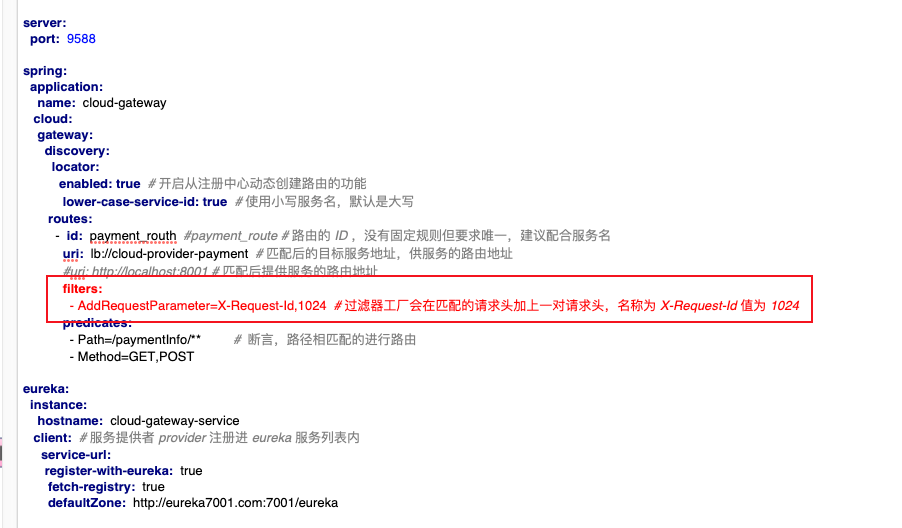 server:
port: 9588
spring:
application:
name: cloud-gateway
cloud:
gateway:
discovery:
locator:
enabled: true #开启从注册中心动态创建路由的功能
lower-case-service-id: true #使用小写服务名，默认是大写
routes:
- id: payment_routh #payment_route #路由的ID，没有固定规则但要求唯一，建议配合服务名
uri: lb://cloud-provider-payment #匹配后的目标服务地址，供服务的路由地址
#uri: http://localhost:8001 #匹配后提供服务的路由地址
filters:
- AddRequestParameter=X-Request-Id,1024 #过滤器工厂会在匹配的请求头加上一对请求头，名称为 X-Request-Id 值为 1024
predicates:
- Path=/paymentInfo/** # 断言，路径相匹配的进行路由
- Method=GET,POST
eureka:
instance:
hostname: cloud-gateway-service
client: #服务提供者 provider 注册进 eureka 服务列表内
service-url:
register-with-eureka: true
fetch-registry: true
defaultZone: http://eureka7001.com:7001/eureka